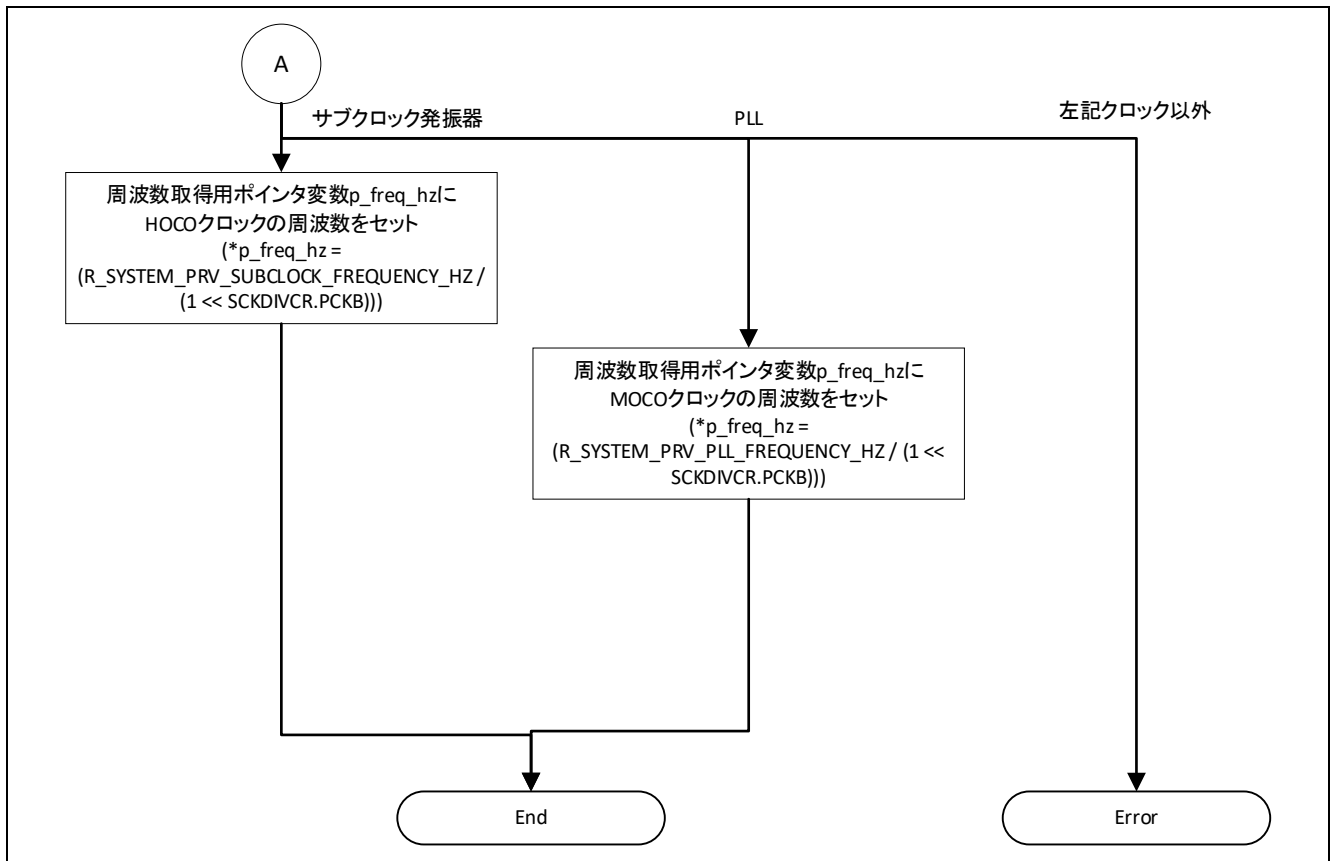 A
サブクロック発振器
PLL
左記クロック以外
周波数取得用ポインタ変数p_freq_hzに
HOCOクロックの周波数をセット
(*p_freq_hz =
(R_SYSTEM_PRV_SUBCLOCK_FREQUENCY_HZ /
(1 << SCKDIVCR.PCKB)))
周波数取得用ポインタ変数p_freq_hzに
MOCOクロックの周波数をセット
(*p_freq_hz =
(R_SYSTEM_PRV_PLL_FREQUENCY_HZ / (1 <<
SCKDIVCR.PCKB)))
End
Error